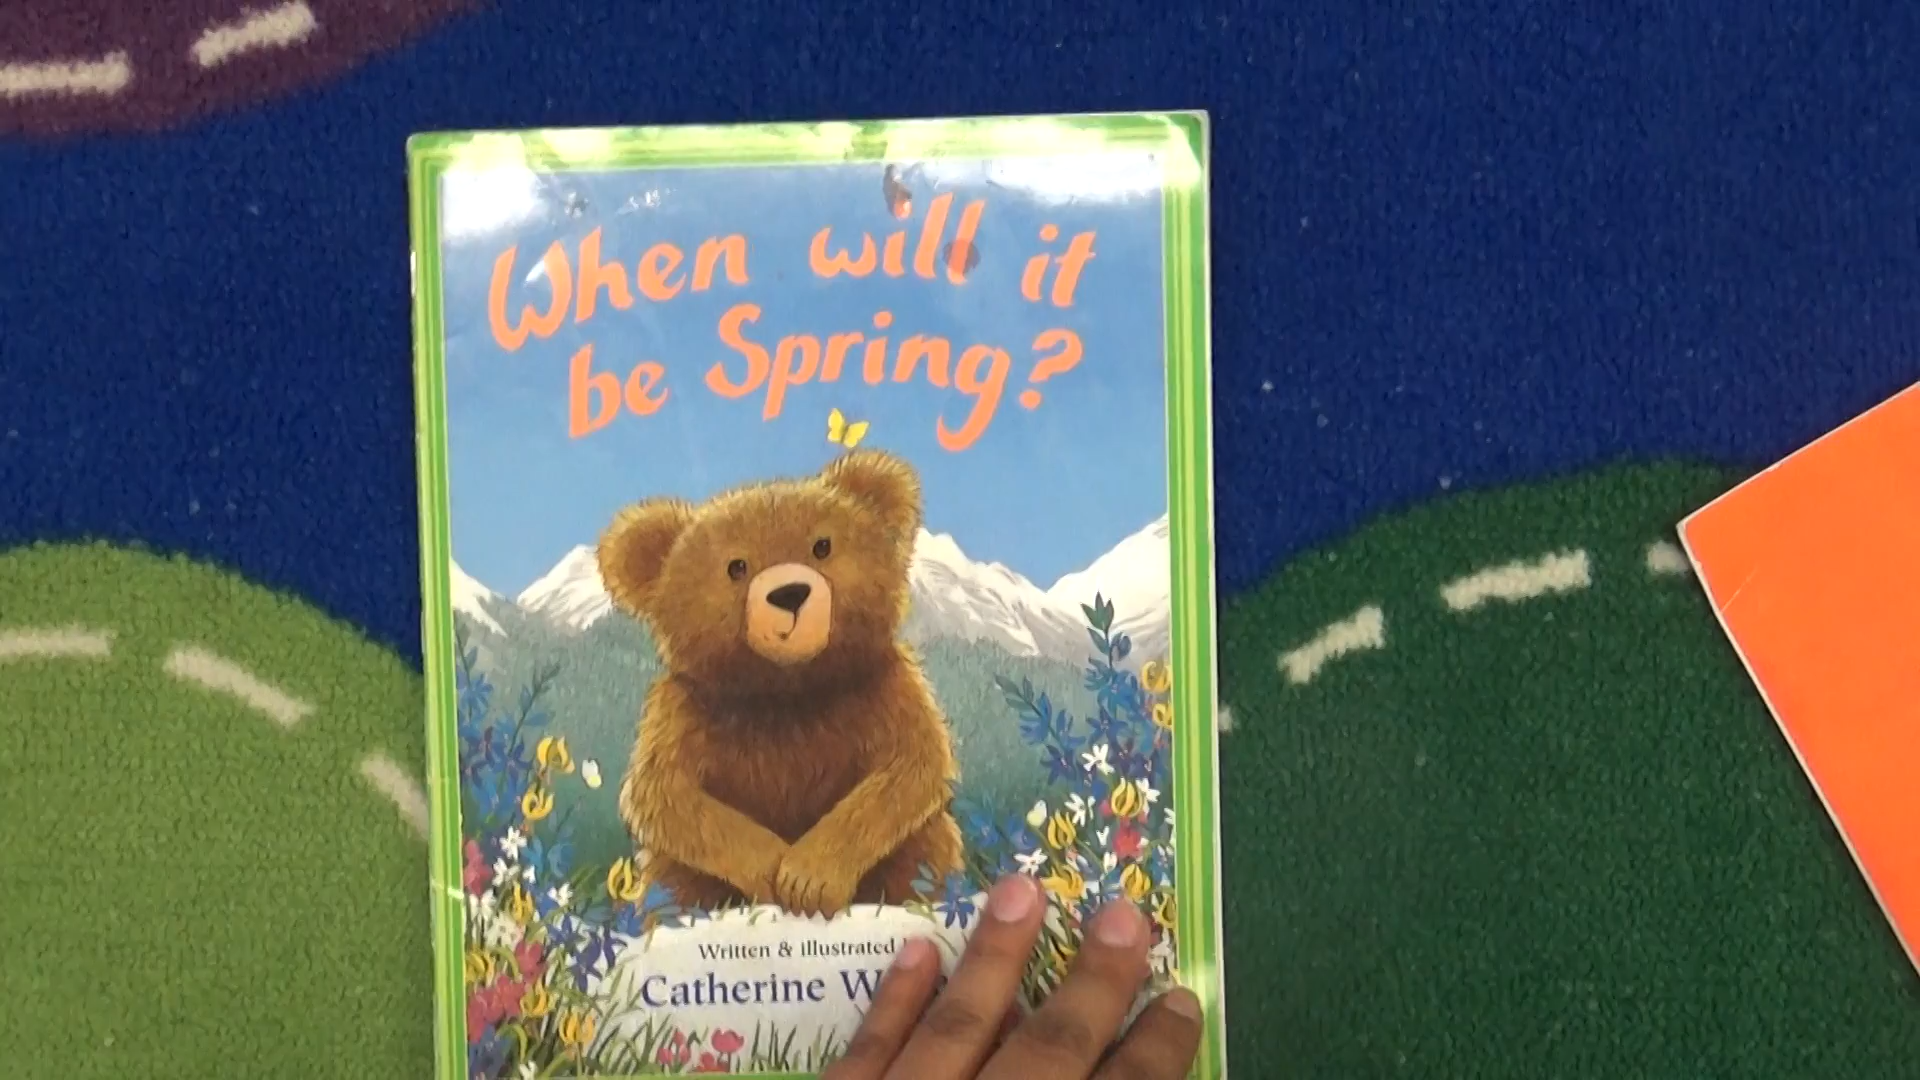 When will it
be Spring?
Written & illustrated
Catherine